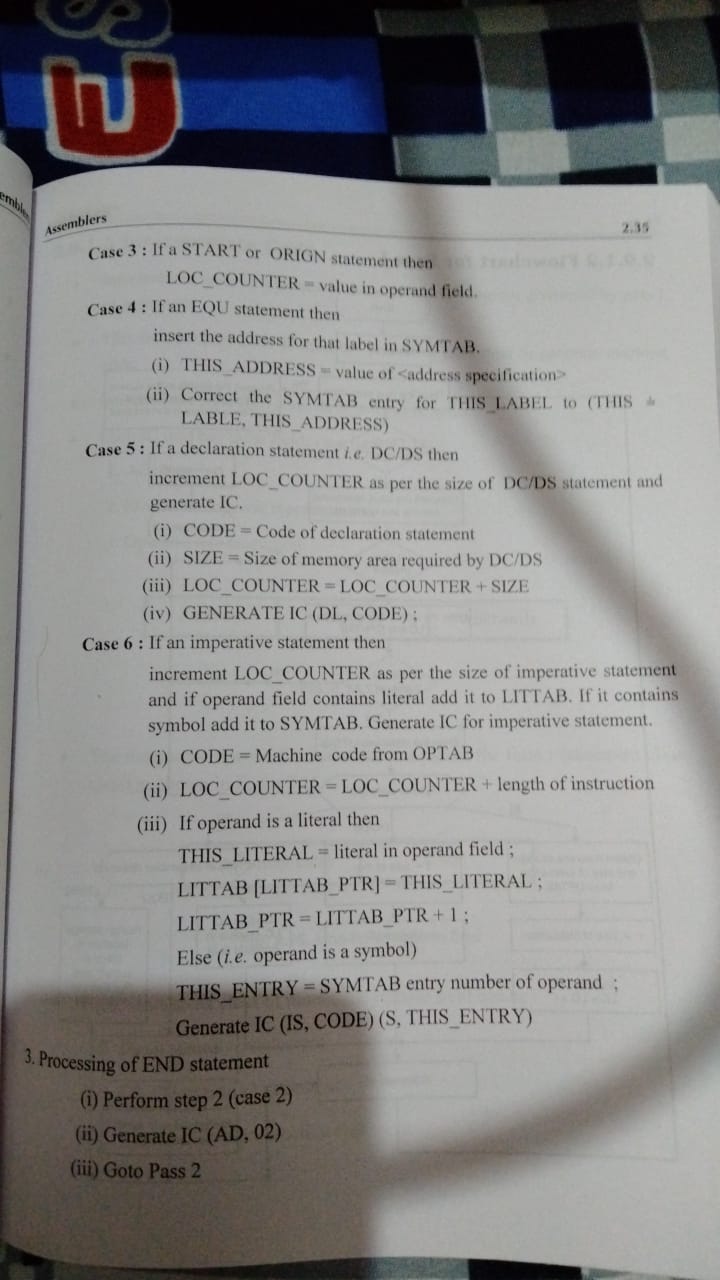 ES
Assemblers
2.35
Case 3 : If a START or ORIGN statement then
LOC_COUNTER = value in operand field.
Case 4 : If an EQU statement then
insert the address for that label in SYMTAB.
(i) THIS_ADDRESS = value of <address specification>
(ii) Correct the SYMTAB entry for THIS_LABEL to (THIS
LABLE, THIS_ADDRESS)
Case 5 : If a declaration statement i.e. DC/DS then
increment LOC_COUNTER as per the size of DC/DS statement and
generate IC.
(i) CODE = Code of declaration statement
(ii) SIZE = Size of memory area required by DC/DS
(iii) LOC_COUNTER = LOC_COUNTER + SIZE
(iv) GENERATE IC (DL, CODE) ;
Case 6 : If an imperative statement then
increment LOC_COUNTER as per the size of imperative statement
and if operand field contains literal add it to LITTAB. If it contains
symbol add it to SYMTAB. Generate IC for imperative statement.
(i) CODE = Machine code from OPTAB
(ii) LOC_COUNTER = LOC_COUNTER + length of instruction
(iii) If operand is a literal then
THIS_LITERAL = literal in operand field ;
LITTAB [LITTAB_PTR] = THIS_LITERAL ;
LITTAB_PTR = LITTAB_PTR + 1 ;
Else (i.e. operand is a symbol)
THIS_ENTRY = SYMTAB entry number of operand ;
Generate IC (IS, CODE) (S, THIS_ENTRY)
3. Processing of END statement
(i) Perform step 2 (case 2)
(ii) Generate IC (AD, 02)
(iii) Goto Pass 2